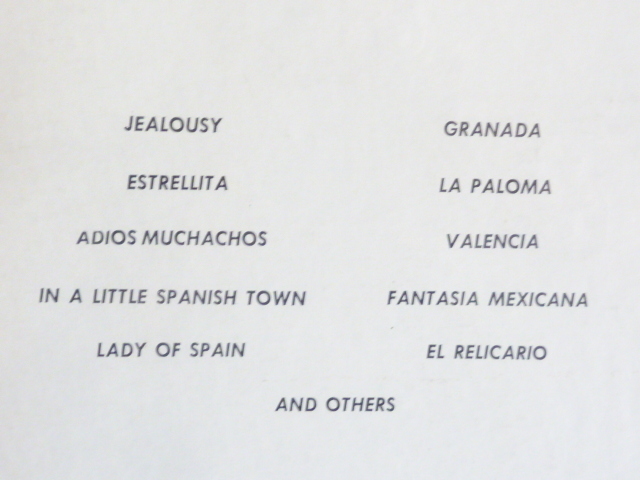 JEALOUSY
GRANADA
ESTRELLITA
LA PALOMA
ADIOS MUCHACHOS
VALENCIA
IN A LITTLE SPANISH TOWN
FANTASIA MEXICANA
LADY OF SPAIN
EL RELICARIO
AND OTHERS